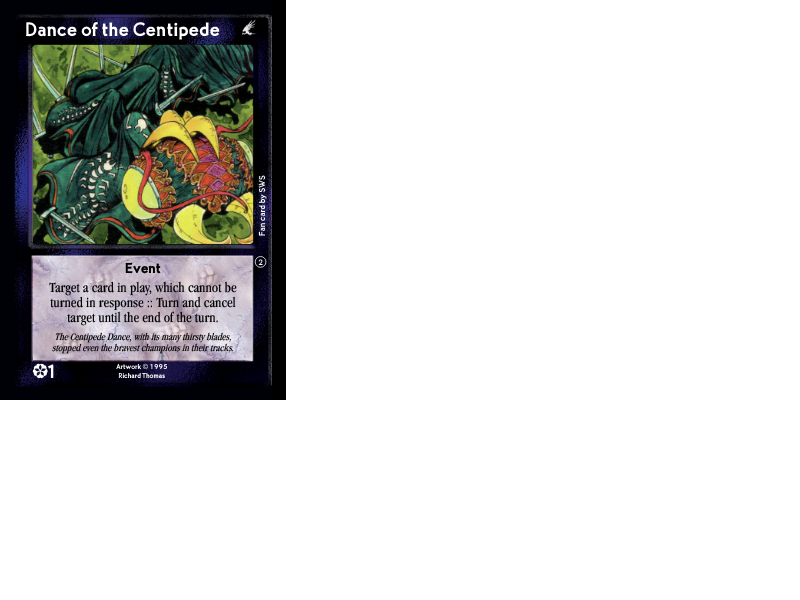 Dance of the Centipede
Fan card by SWS
2
Event
Target a card in play, which cannot be
turned in response :: Turn and cancel
target until the end of the turn.
The Centipede Dance, with its many thirsty blades,
stopped even the bravest champions in their tracks.
1
Artwork © 1995
Richard Thomas